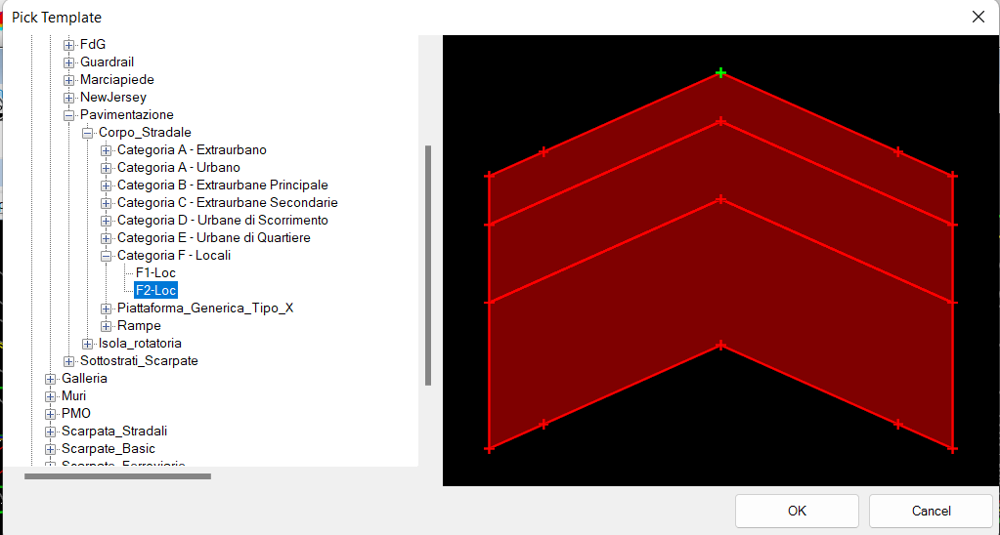 Pick Template
FdG
Guardrail
Marciapiede
NewJersey
Pavimentazione
Corpo_Stradale
Categoria A - Extraurbano
Categoria A - Urbano
Categoria B - Extraurbane Principale
Categoria C - Extraurbane Secondarie
Categoria D - Urbane di Scorrimento
Categoria E - Urbane di Quartiere
Categoria F - Locali
F1-Loc
F2-Loc
Piattaforma_Generica_Tipo_X
Rampe
Isola_rotatoria
Sottostrati_Scarpate
Galleria
Muri
PMO
Scarpata_Stradali
Scarpate_Basic
Scarpate_Ferroviario
OK
Cancel